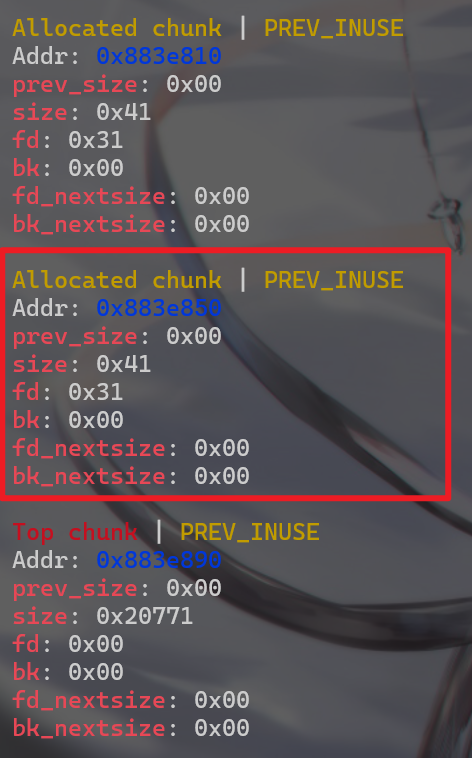 Allocated chunk | PREV_INUSE
Addr: 0x883e810
prev_size: 0x00
size: 0x41
fd: 0x31
bk: 0x00
fd_nextsize: 0x00
bk_nextsize: 0x00
Allocated chunk | PREV_INUSE
Addr: 0x883e850
prev_size: 0x00
size: 0x41
fd: 0x31
bk: 0x00
fd_nextsize: 0x00
bk_nextsize: 0x00
Top chunk | PREV_INUSE
Addr: 0x883e890
prev_size: 0x00
size: 0x20771
fd: 0x00
bk: 0x00
fd_nextsize: 0x00
bk_nextsize: 0x00